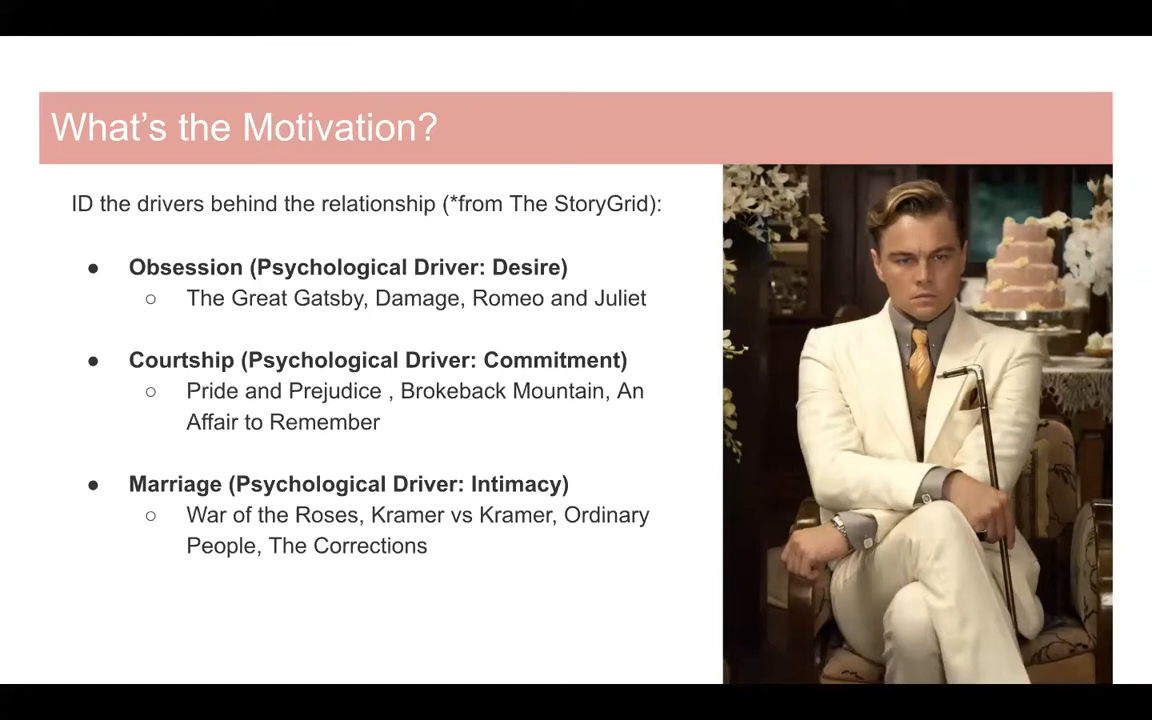 What's the Motivation?
ID the drivers behind the relationship (*from The StoryGrid):
● Obsession (Psychological Driver: Desire)
○ The Great Gatsby, Damage, Romeo and Juliet
● Courtship (Psychological Driver: Commitment)
○ Pride and Prejudice , Brokeback Mountain, An
Affair to Remember
● Marriage (Psychological Driver: Intimacy)
○ War of the Roses, Kramer vs Kramer, Ordinary
People, The Corrections